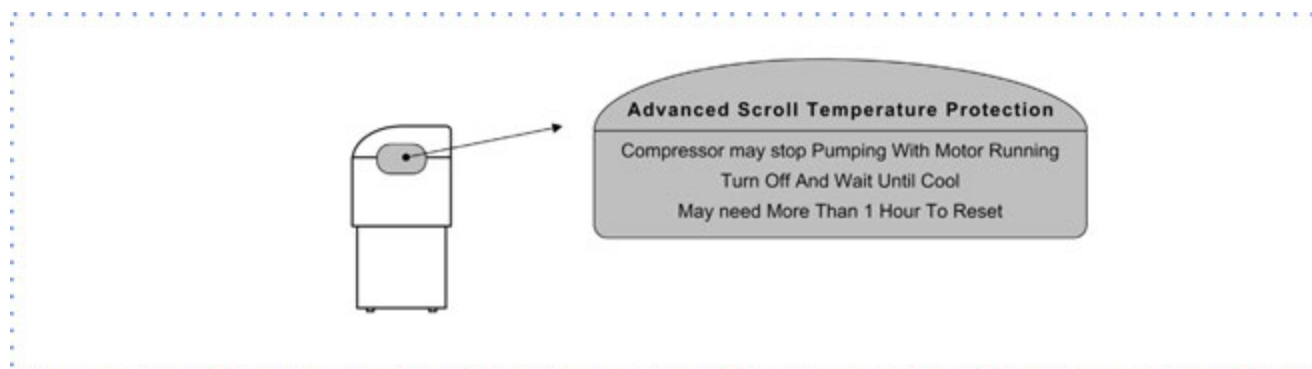 Advanced Scroll Temperature Protection
Compressor may stop Pumping With Motor Running
Turn Off And Wait Until Cool
May need More Than 1 Hour To Reset